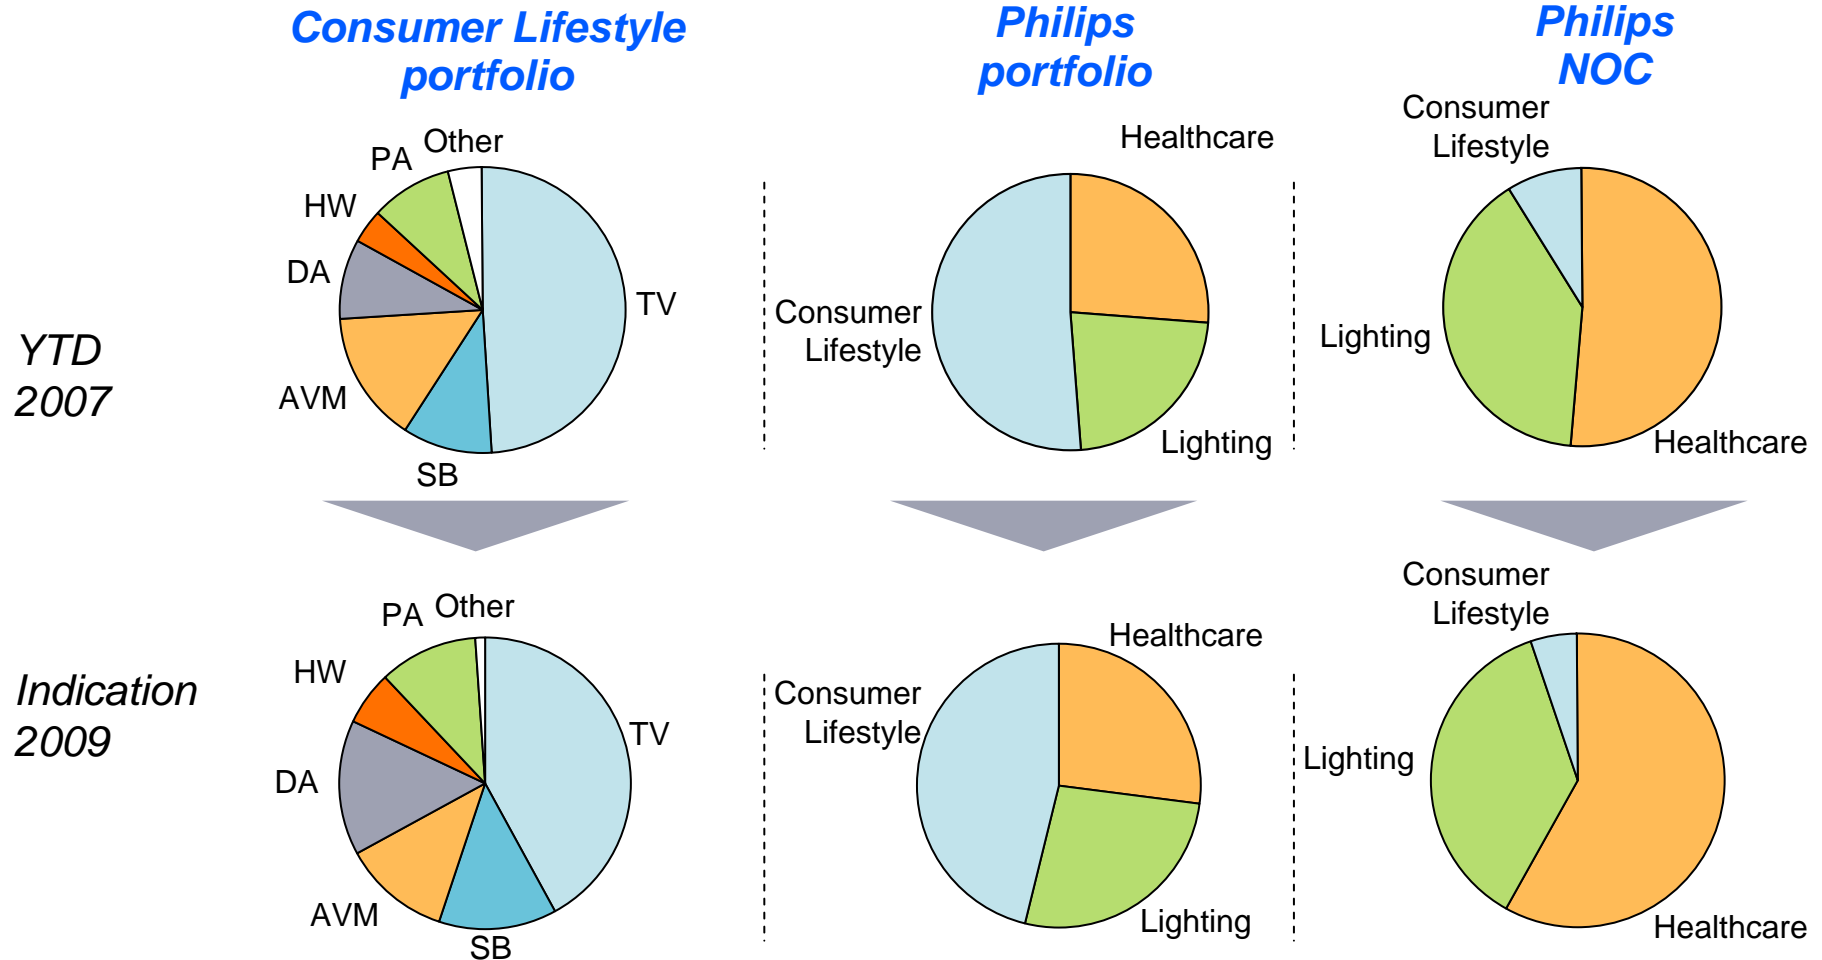 Consumer Lifestyle
portfolio
Philips
portfolio
Philips
NOC
YTD
2007
Other
PA
HW
DA
AVM
SB
TV
Healthcare
Consumer
Lifestyle
Lighting
Consumer
Lifestyle
Lighting
Healthcare
Indication
2009
Other
PA
HW
DA
AVM
SB
TV
Healthcare
Consumer
Lifestyle
Lighting
Consumer
Lifestyle
Lighting
Healthcare